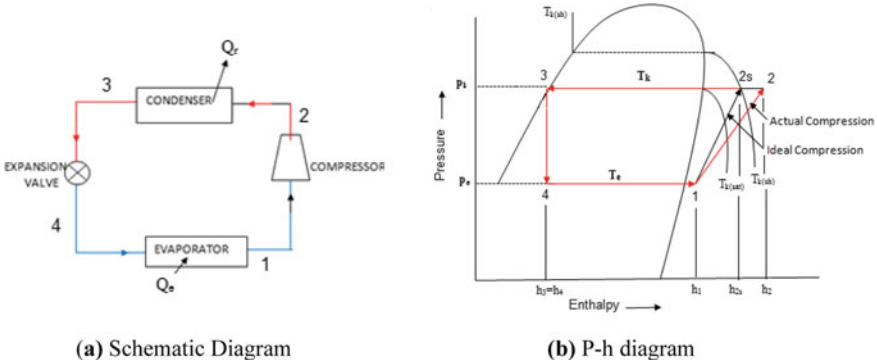 Qr
3
CONDENSER
2
EXPANSION
VALVE
COMPRESSOR
4
EVAPORATOR
1
Qe
(a) Schematic Diagram
Tk(sh)
3
Tk
2s
2
Actual Compression
Ideal Compression
Pressure
Pe
Te
Tk(sat)
Tk(sh)
4
1
h3=h4
h1
h2s
h2
Enthalpy
(b) P-h diagram